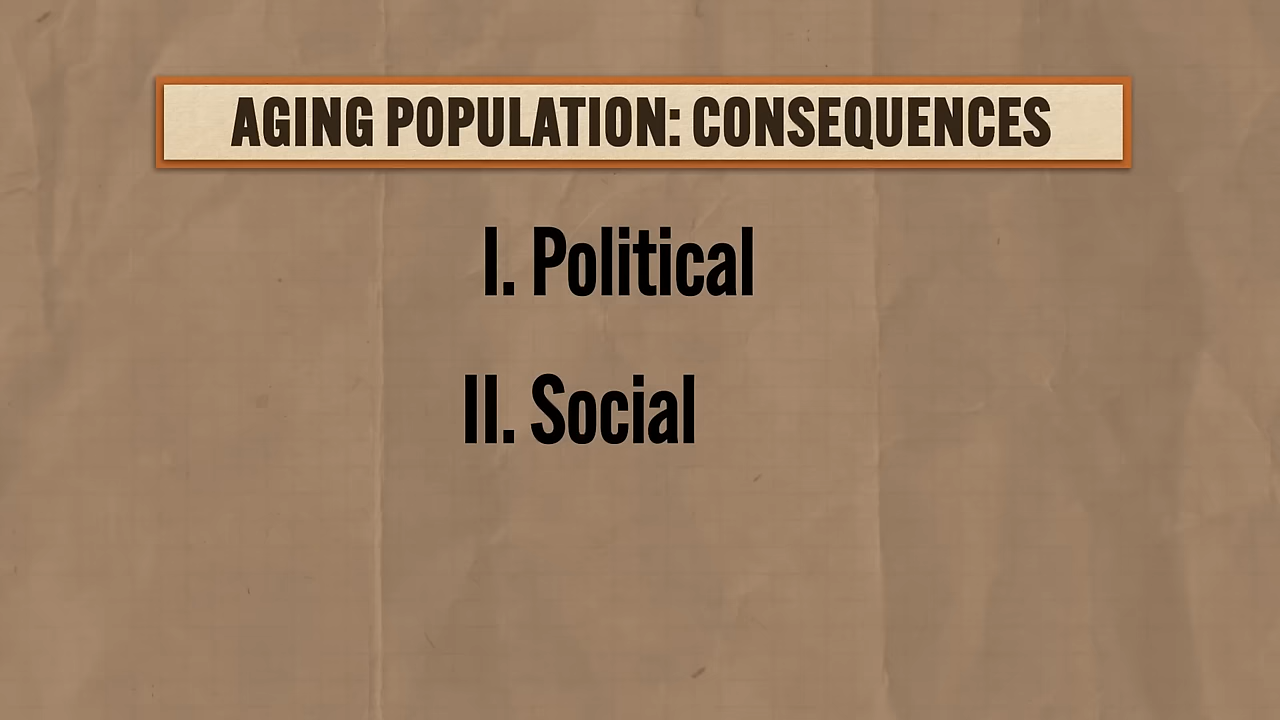 AGING POPULATION: CONSEQUENCES
I. Political
II. Social